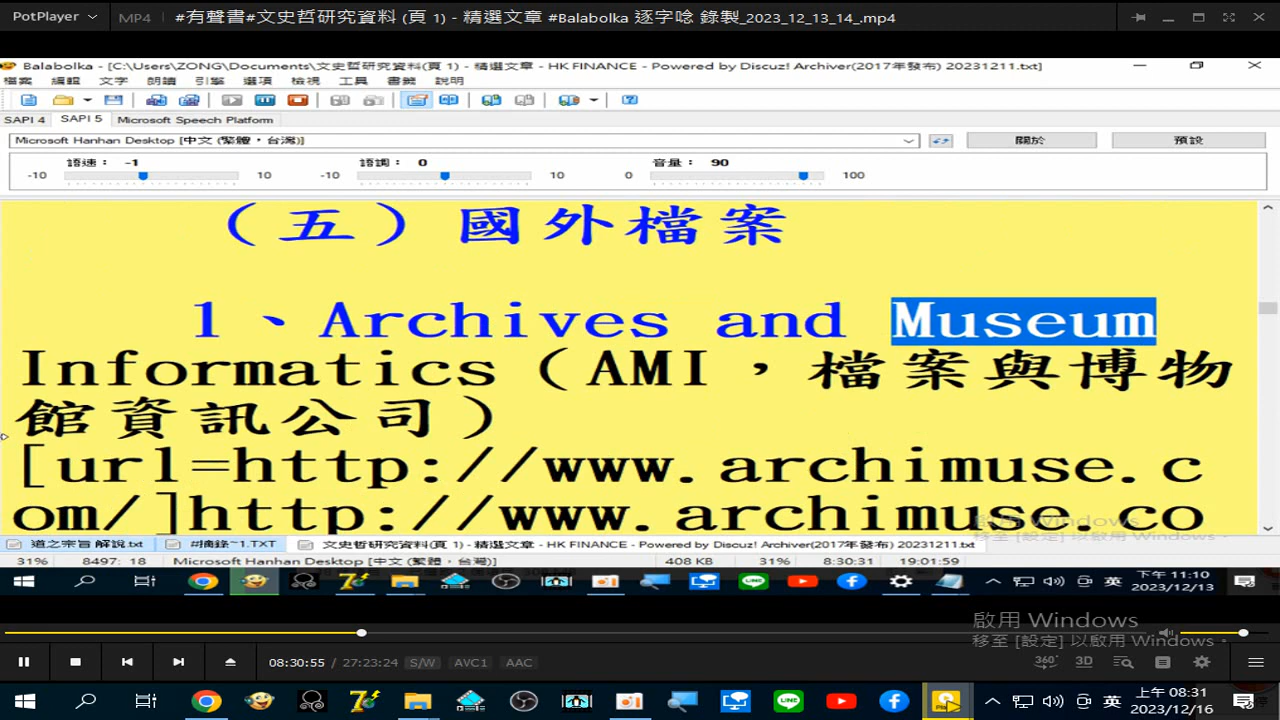 PotPlayer MP4 #有聲書#文史哲研究資料 (頁 1) - 精選文章 #Balabolka 逐字唸 錄製_2023_12_13_14_.mp4
Balabolka - [C:\Users\ZONG\Documents\文史哲研究資料(頁 1) - 精選文章 - HK FINANCE - Powered by Discuz! Archiver(2017年發布) 20231211.txt]
檔案 編輯 文字 朗讀 引擎 選項 檢視 工具 書籤 說明
SAPI 4 SAPI 5 Microsoft Speech Platform
Microsoft Hanhan Desktop [中文 (繁體，台灣)] 關於 預設
語速： -1 語調： 0 音量： 90
-10 10 -10 10 0 100
（五）國外檔案
1、Archives and Museum
Informatics（AMI，檔案與博物
館資訊公司）
[url=http://www.archimuse.c
om/]http://www.archimuse.co
啟用 Windows
移至 [設定] 以啟用 Windows。
道之宗旨 解說.txt #摘錄~1.TXT 文史哲研究資料(頁 1) - 精選文章 - HK FINANCE - Powered by Discuz! Archiver(2017年發布) 20231211.txt
31% 8497: 18 Microsoft Hanhan Desktop [中文 (繁體，台灣)] 408 KB 31% 8:30:31 19:01:59
英 下午 11:10
2023/12/13
啟用 Windows
移至 [設定] 以啟用 Windows。
08:30:55 / 27:23:24 S/W AVC1 AAC 360° 3D
英 上午 08:31
2023/12/16